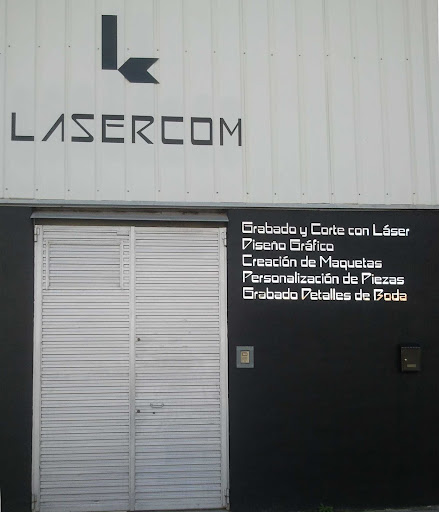 LASERCOM
Grabado y Corte con Láser
Diseño Gráfico
Creación de Maquetas
Personalización de Piezas
Grabado Detalles de Boda